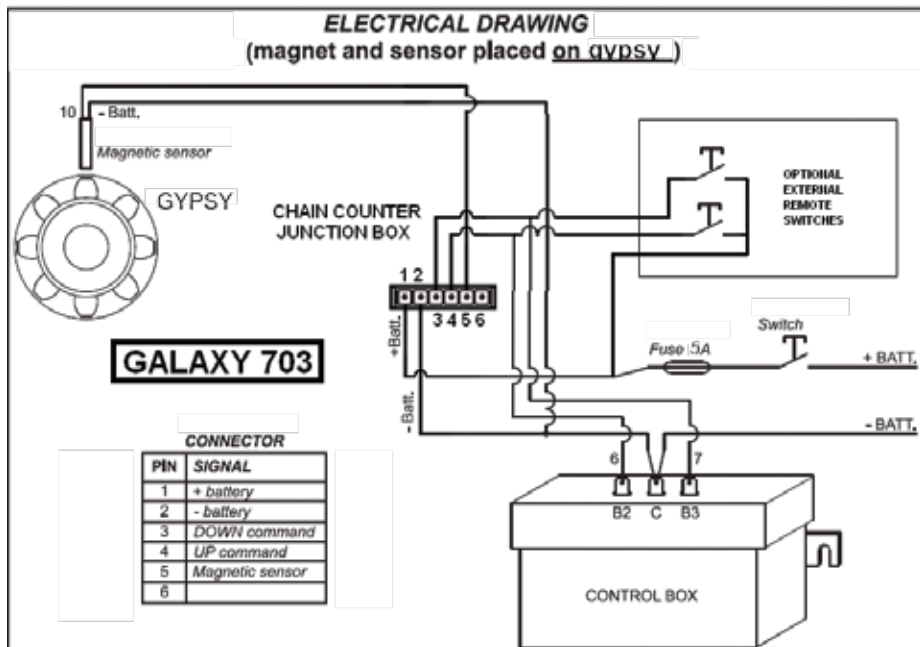 ELECTRICAL DRAWING
(magnet and sensor placed on gypsy )
10
- Batt.
Magnetic sensor
GYPSY
CHAIN COUNTER
JUNCTION BOX
OPTIONAL
EXTERNAL
REMOTE
SWITCHES
1 2
3 4 5 6
+Batt.
- Batt.
GALAXY 703
Fuse 5A
Switch
+ BATT.
- BATT.
CONNECTOR
PIN SIGNAL
1 + battery
2 - battery
3 DOWN command
4 UP command
5 Magnetic sensor
6
6 7
B2 C B3
CONTROL BOX